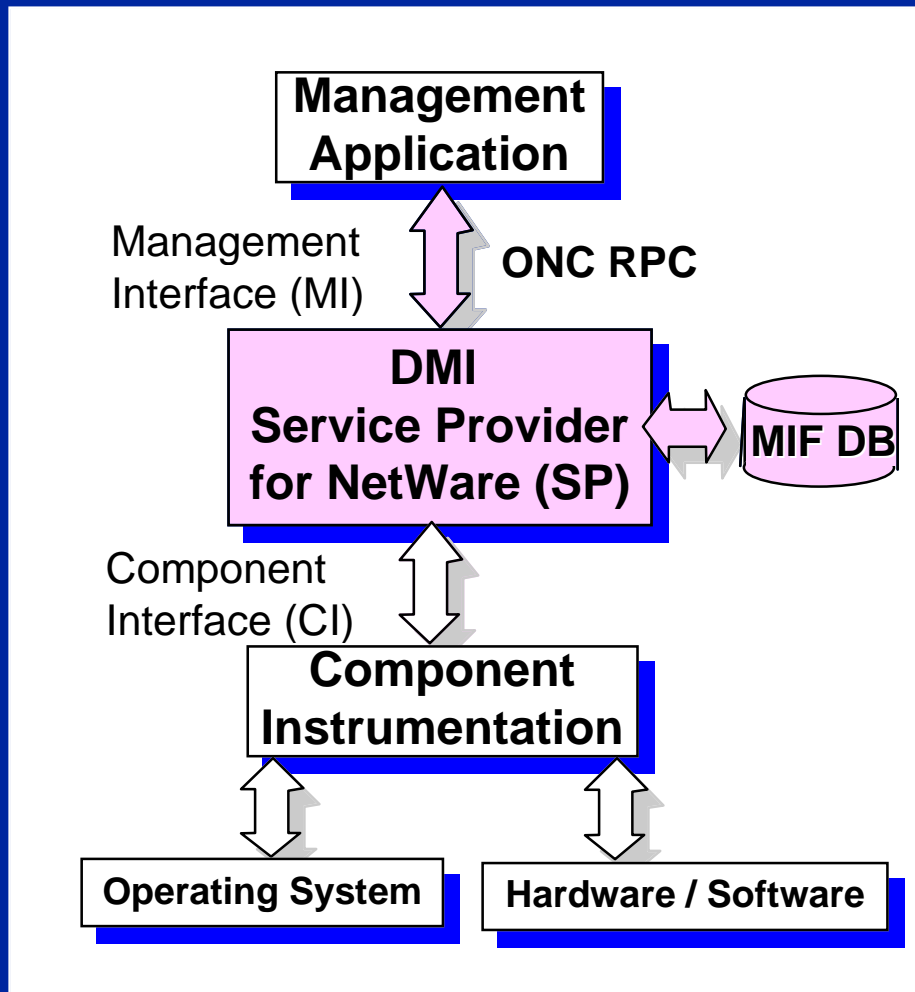 Management
Application
Management
Interface (MI)
ONC RPC
DMI
Service Provider
for NetWare (SP)
MIF DB
Component
Interface (CI)
Component
Instrumentation
Operating System
Hardware / Software